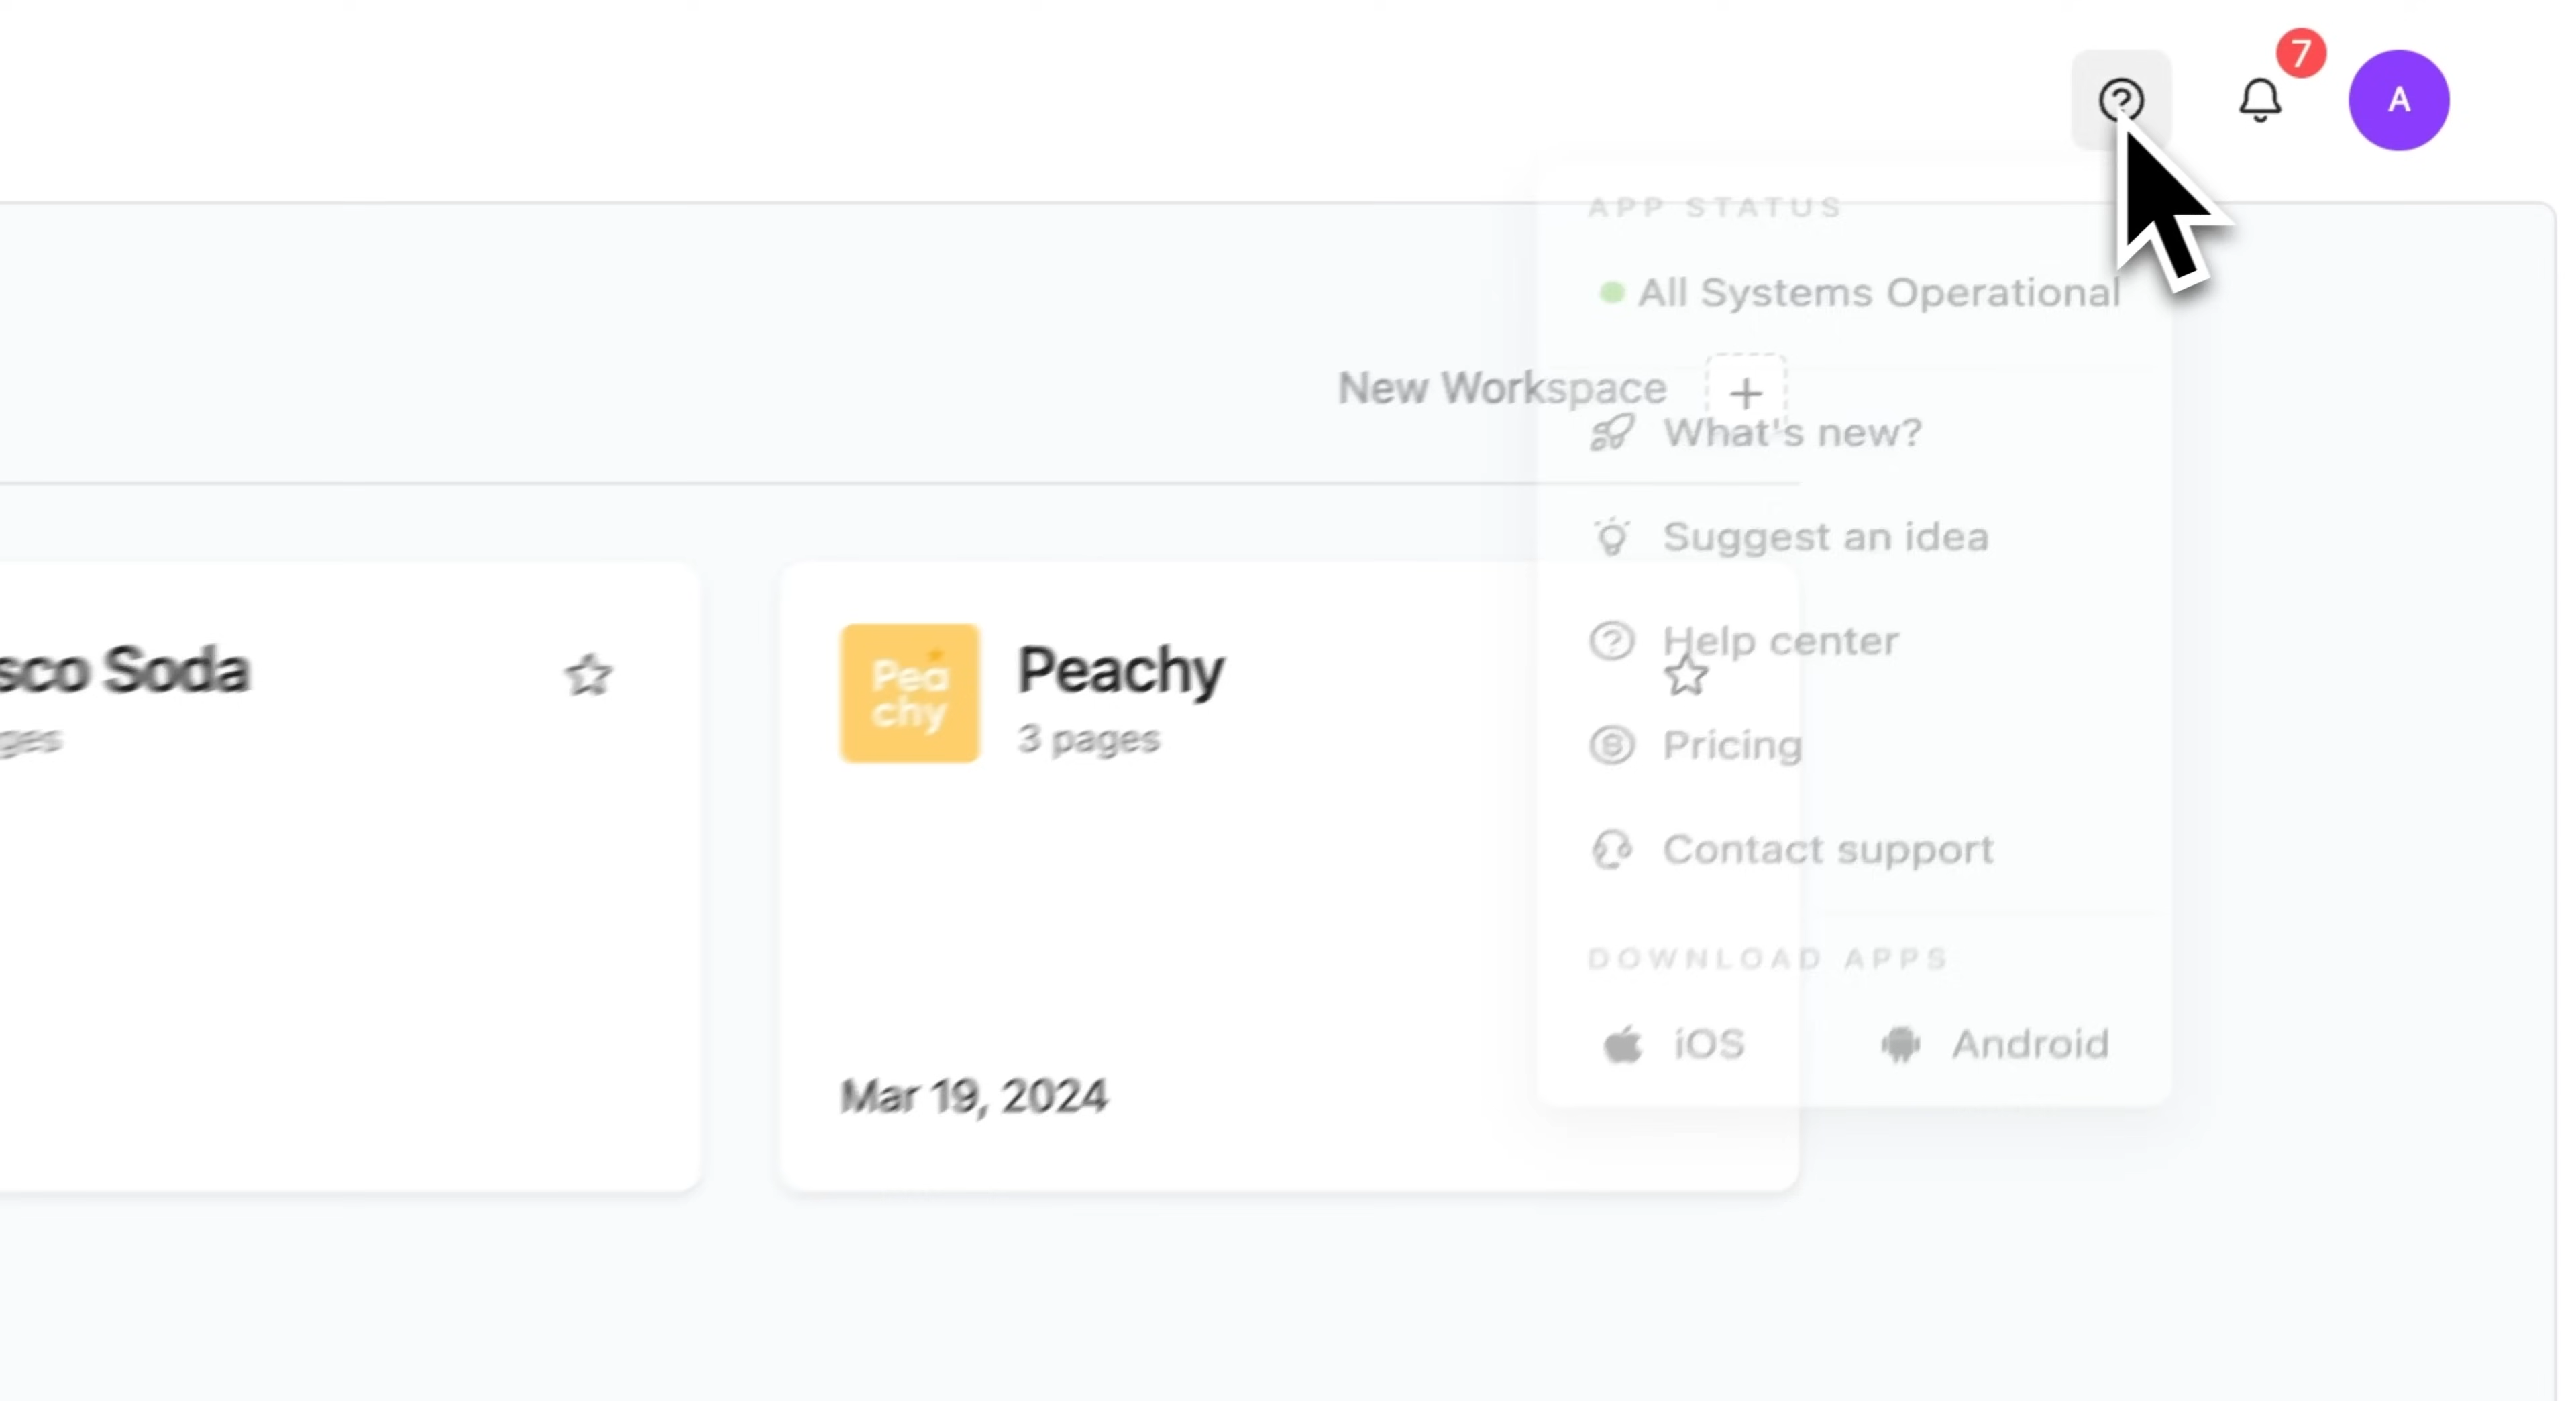 7
A
APP STATUS
All Systems Operational
New Workspace +
What's new?
Suggest an idea
sco Soda
ges
Pea
chy
Peachy
3 pages
Mar 19, 2024
Help center
Pricing
Contact support
DOWNLOAD APPS
iOS
Android